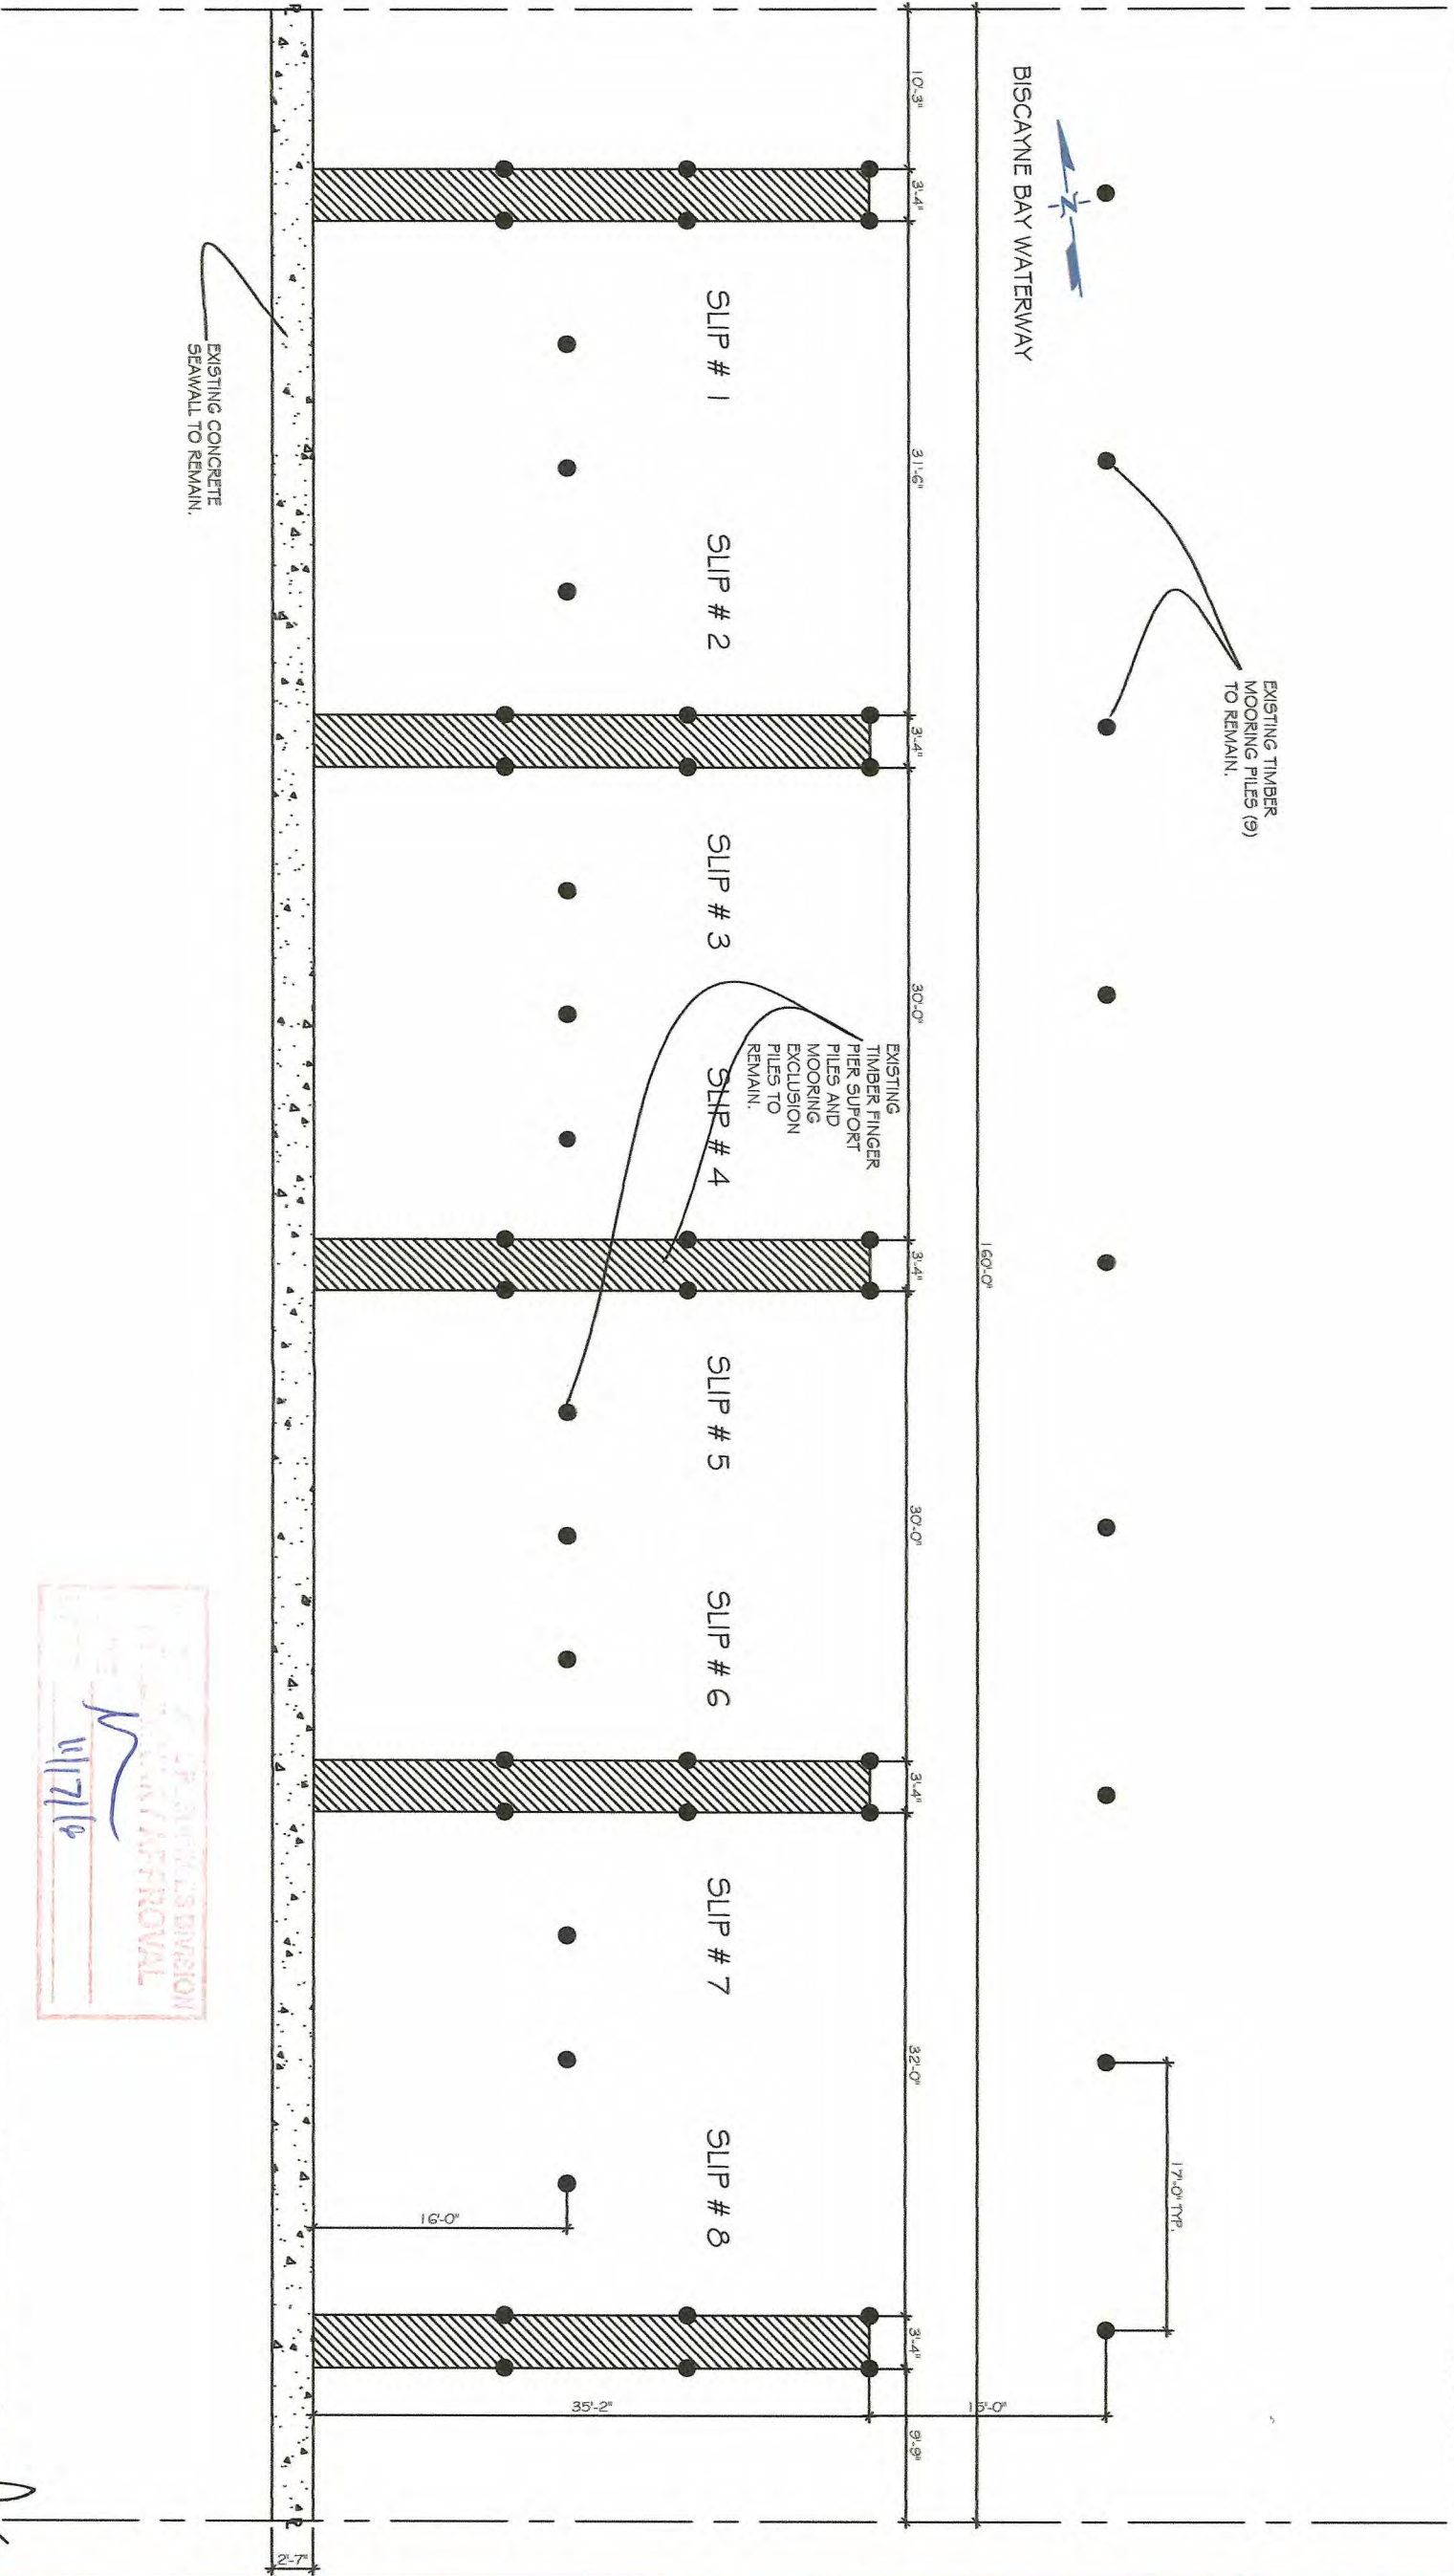 EXISTING TIMBER
MOORING PILES (9)
TO REMAIN.
17'-0" TYP.
BISCAYNE BAY WATERWAY
N
160'-0"
10'-3"
3'-4"
31'-6"
3'-4"
30'-0"
3'-4"
30'-0"
3'-4"
32'-0"
3'-4"
9'-9"
15'-0"
EXISTING
TIMBER FINGER
PIER SUPORT
PILES AND
MOORING
EXCLUSION
PILES TO
REMAIN.
SLIP # 1
SLIP # 2
SLIP # 3
SLIP # 4
SLIP # 5
SLIP # 6
SLIP # 7
SLIP # 8
16'-0"
35'-2"
2'-7"
EXISTING CONCRETE
SEAWALL TO REMAIN.
DIVISION
APPROVAL